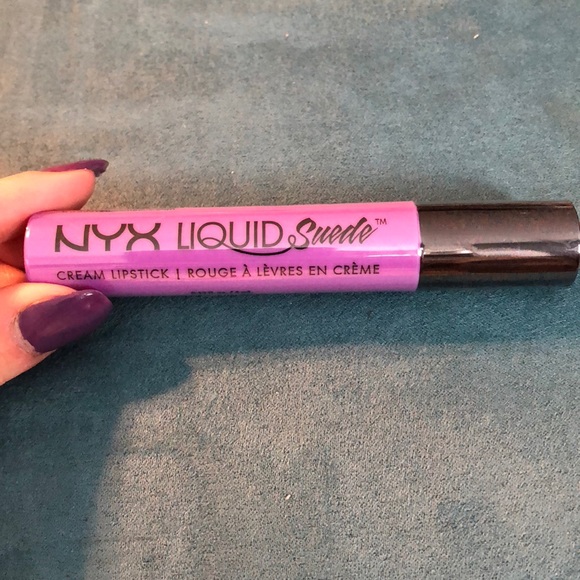 NYX LIQUID Suede™
CREAM LIPSTICK | ROUGE À LÈVRES EN CRÈME